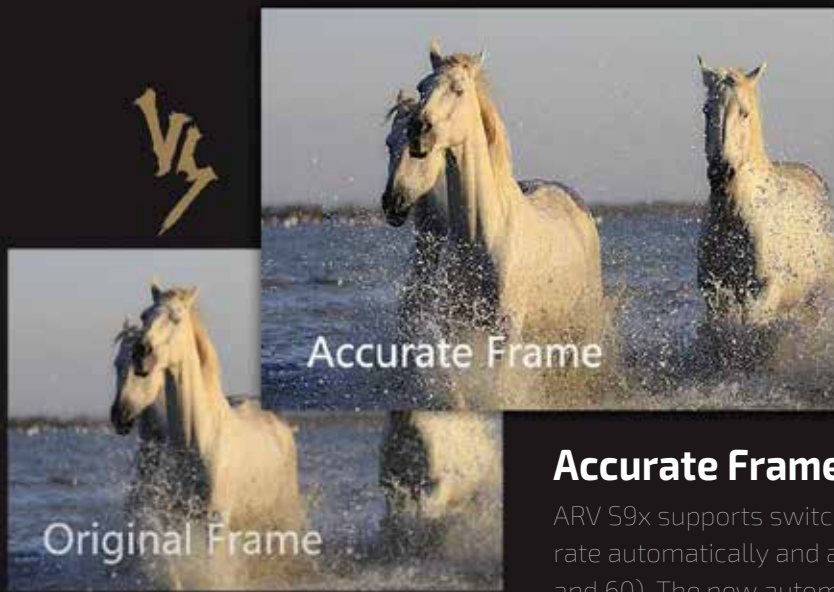 VS
Accurate Frame
Original Frame
Accurate Frame
ARV S9x supports switc
rate automatically and a
and 60). The new autom